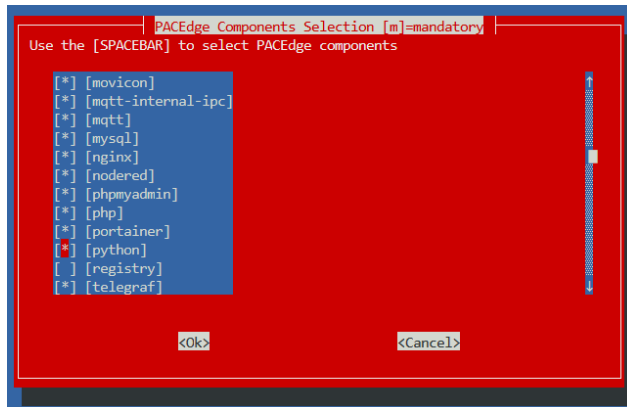 PACEdge Components Selection [m]=mandatory
Use the [SPACEBAR] to select PACEdge components
[*] [movicon]
[*] [mqtt-internal-ipc]
[*] [mqtt]
[*] [mysql]
[*] [nginx]
[*] [nodered]
[*] [phpmyadmin]
[*] [php]
[*] [portainer]
[*] [python]
[ ] [registry]
[*] [telegraf]
<Ok> <Cancel>